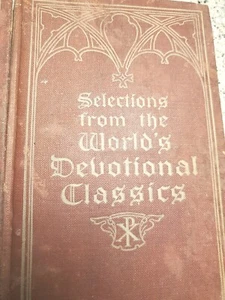 Selections
from the
World's
Devotional
Classics